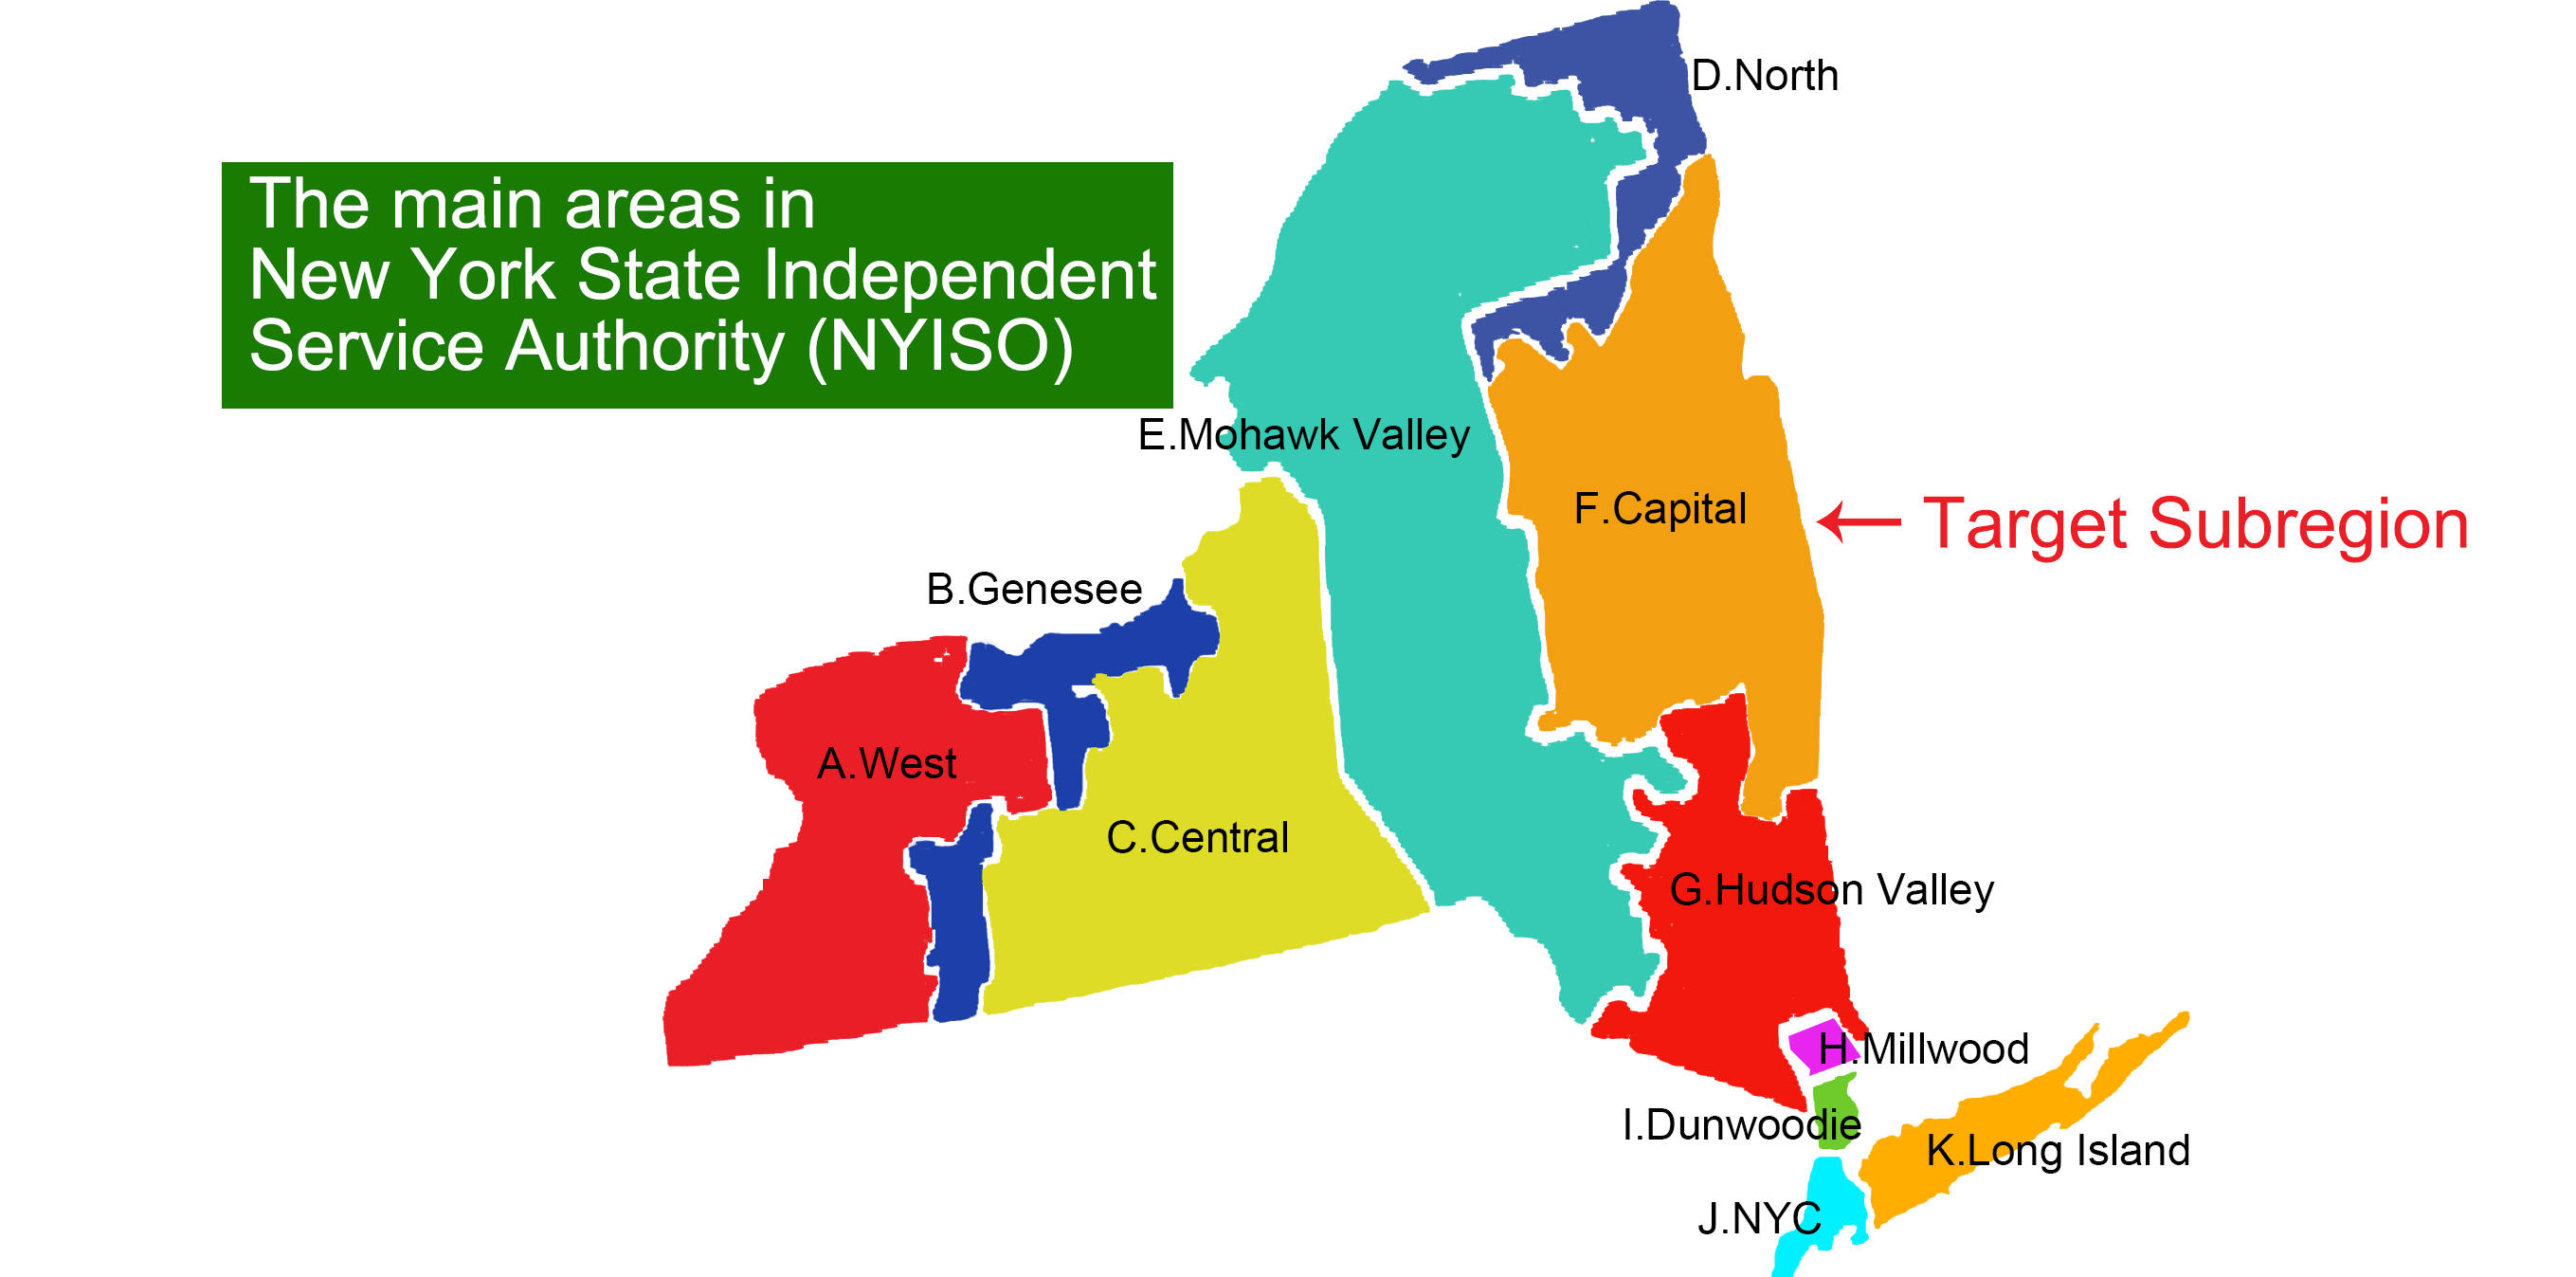 D.North
The main areas in
New York State Independent
Service Authority (NYISO)
E.Mohawk Valley
F.Capital
Target Subregion
B.Genesee
A.West
C.Central
G.Hudson Valley
H.Millwood
I.Dunwoodie
K.Long Island
J.NYC